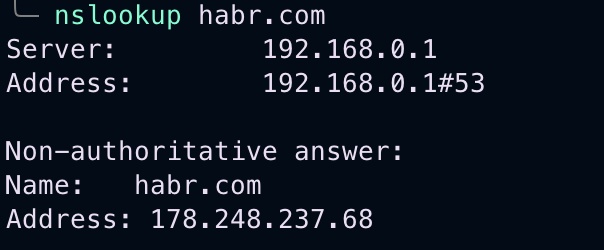 nslookup habr.com
Server: 192.168.0.1
Address: 192.168.0.1#53
Non-authoritative answer:
Name: habr.com
Address: 178.248.237.68